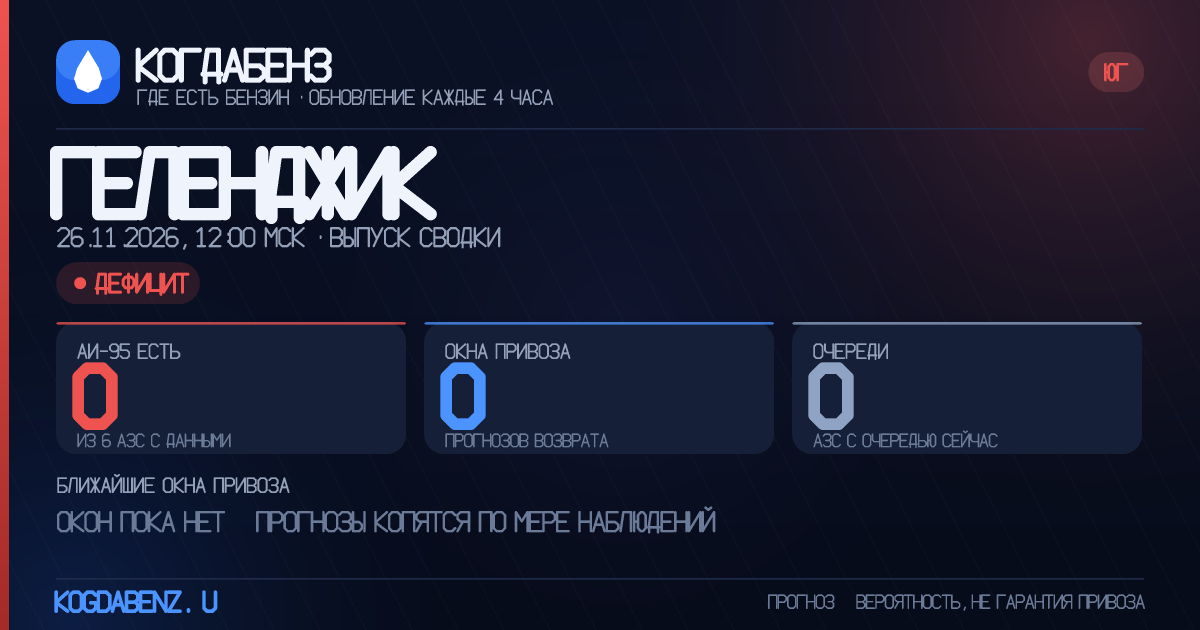 КОГДАБЕНЗ
ГДЕ ЕСТЬ БЕНЗИН · ОБНОВЛЕНИЕ КАЖДЫЕ 4 ЧАСА
ЮГ
ГЕЛЕНДЖИК
26.11.2026, 12:00 МСК · ВЫПУСК СВОДКИ
ДЕФИЦИТ
АИ-95 ЕСТЬ
0
ИЗ 6 АЗС С ДАННЫМИ
ОКНА ПРИВОЗА
0
ПРОГНОЗОВ ВОЗВРАТА
ОЧЕРЕДИ
0
АЗС С ОЧЕРЕДЬЮ СЕЙЧАС
БЛИЖАЙШИЕ ОКНА ПРИВОЗА
ОКОН ПОКА НЕТ ПРОГНОЗЫ КОПЯТСЯ ПО МЕРЕ НАБЛЮДЕНИЙ
KOGDABENZ. U
ПРОГНОЗ ВЕРОЯТНОСТЬ, НЕ ГАРАНТИЯ ПРИВОЗА